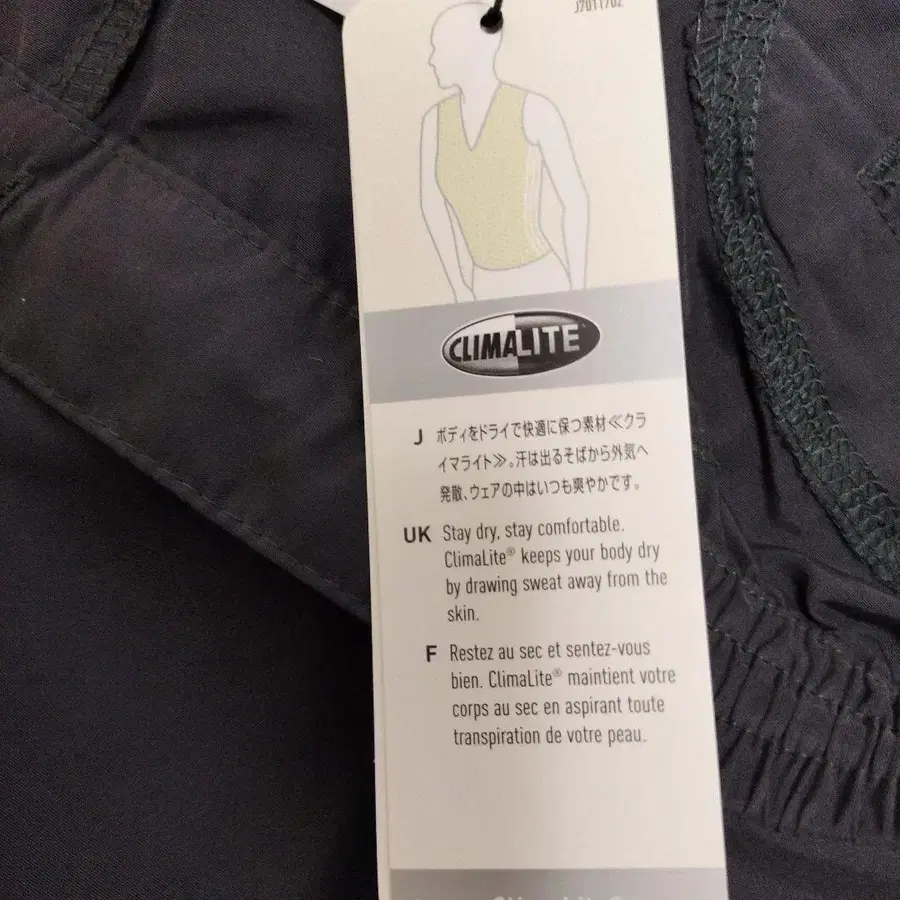 CLIMALITE
J ボディをドライで快適に保つ素材≪クラ
イマライト≫。汗は出るそばから外気へ
発散、ウェアの中はいつも爽やかです。
UK Stay dry, stay comfortable.
ClimaLite® keeps your body dry
by drawing sweat away from the
skin.
F Restez au sec et sentez-vous
bien. ClimaLite® maintient votre
corps au sec en aspirant toute
transpiration de votre peau.